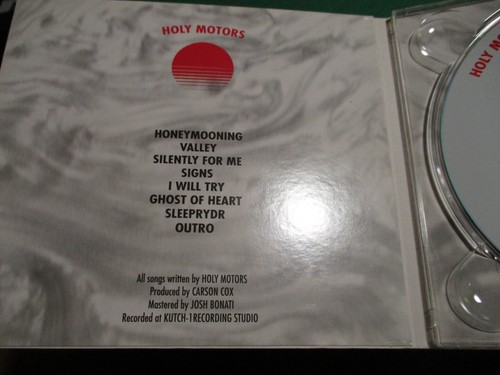 HOLY MOTORS
HONEYMOONING
VALLEY
SILENTLY FOR ME
SIGNS
I WILL TRY
GHOST OF HEART
SLEEPRYDR
OUTRO
All songs written by HOLY MOTORS
Produced by CARSON COX
Mastered by JOSH BONATI
Recorded at KUTCH-1RECORDING STUDIO
HOLY MO